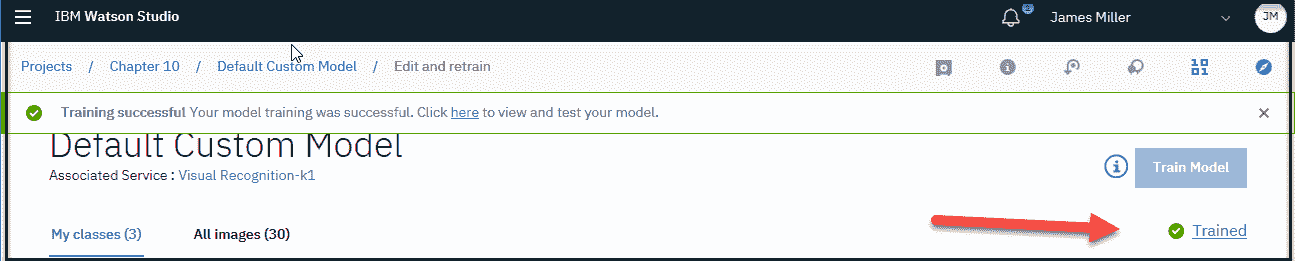 IBM Watson Studio
2
James Miller
JM
Projects / Chapter 10 / Default Custom Model / Edit and retrain
Training successful Your model training was successful. Click here to view and test your model.
Default Custom Model
Associated Service : Visual Recognition-k1
Train Model
My classes (3)
All images (30)
Trained